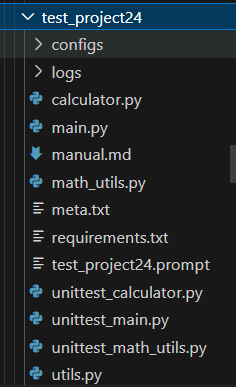 test_project24
configs
logs
calculator.py
main.py
manual.md
math_utils.py
meta.txt
requirements.txt
test_project24.prompt
unittest_calculator.py
unittest_main.py
unittest_math_utils.py
utils.py